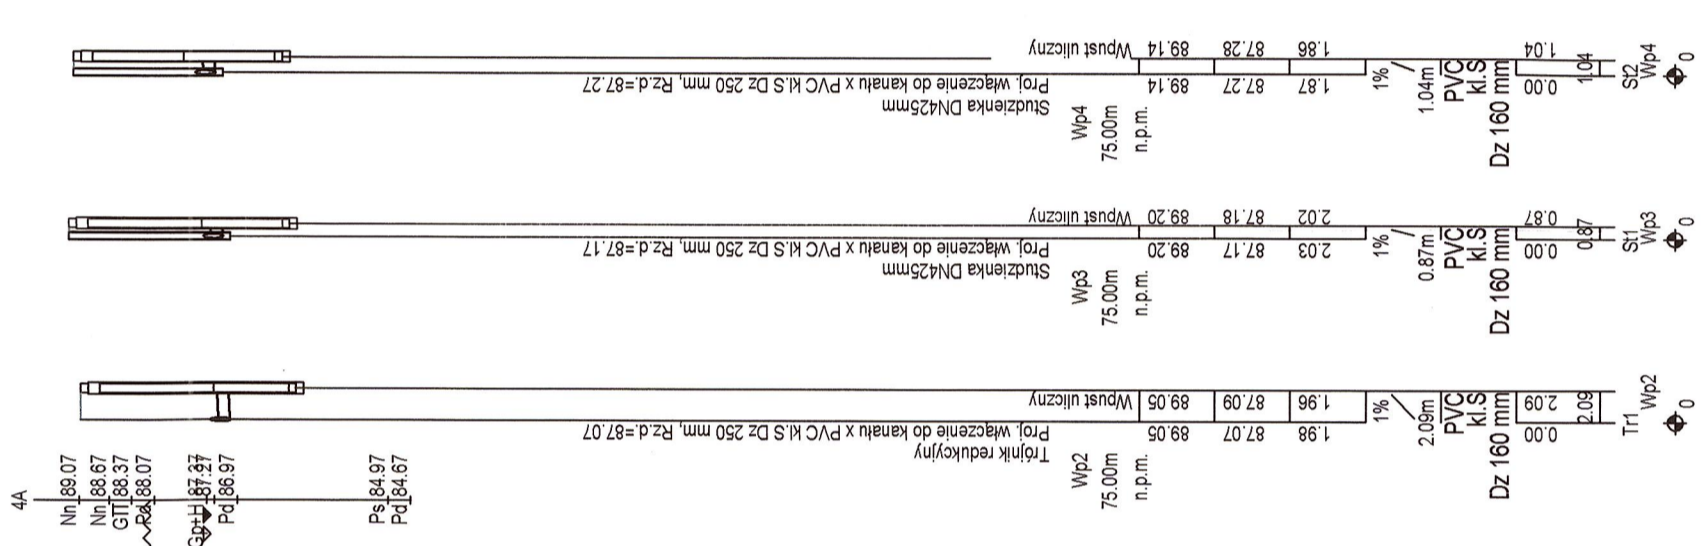 Wpust uliczny 89.14 87.28 1.86 1.04
Proj. włączenie do kanału x PVC kl.S Dz 250 mm, Rz.d.=87.27 89.14 87.27 1.87 1% 1.04m PVC kl.S Dz 160 mm 0.00 1.04 St2 Wp4 0
Studzienka DN425mm
Wp4
75.00m
n.p.m.
Wpust uliczny 89.20 87.18 2.02 0.87
Proj. włączenie do kanału x PVC kl.S Dz 250 mm, Rz.d.=87.17 89.20 87.17 2.03 1% 0.87m PVC kl.S Dz 160 mm 0.00 0.87 St1 Wp3 0
Studzienka DN425mm
Wp3
75.00m
n.p.m.
Wpust uliczny 89.05 87.09 1.96 2.09
Proj. włączenie do kanału x PVC kl.S Dz 250 mm, Rz.d.=87.07 89.05 87.07 1.98 1% 2.09m PVC kl.S Dz 160 mm 0.00 2.09 Tr1 Wp2 0
Trójnik redukcyjny
Wp2
75.00m
n.p.m.
4A
Nn 89.07
Nn 88.67
GTI 88.37
88.07
87.27
Pd 86.97
Ps 84.97
Pd 84.67